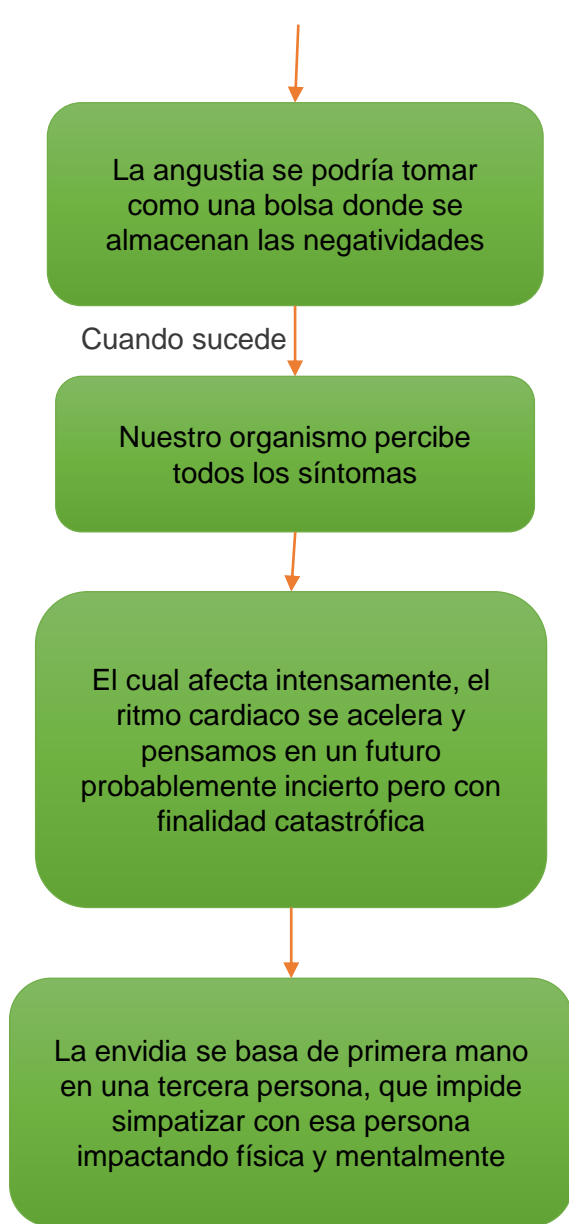 La angustia se podría tomar
como una bolsa donde se
almacenan las negatividades
Cuando sucede
Nuestro organismo percibe
todos los síntomas
El cual afecta intensamente, el
ritmo cardiaco se acelera y
pensamos en un futuro
probablemente incierto pero con
finalidad catastrófica
La envidia se basa de primera mano
en una tercera persona, que impide
simpatizar con esa persona
impactando física y mentalmente